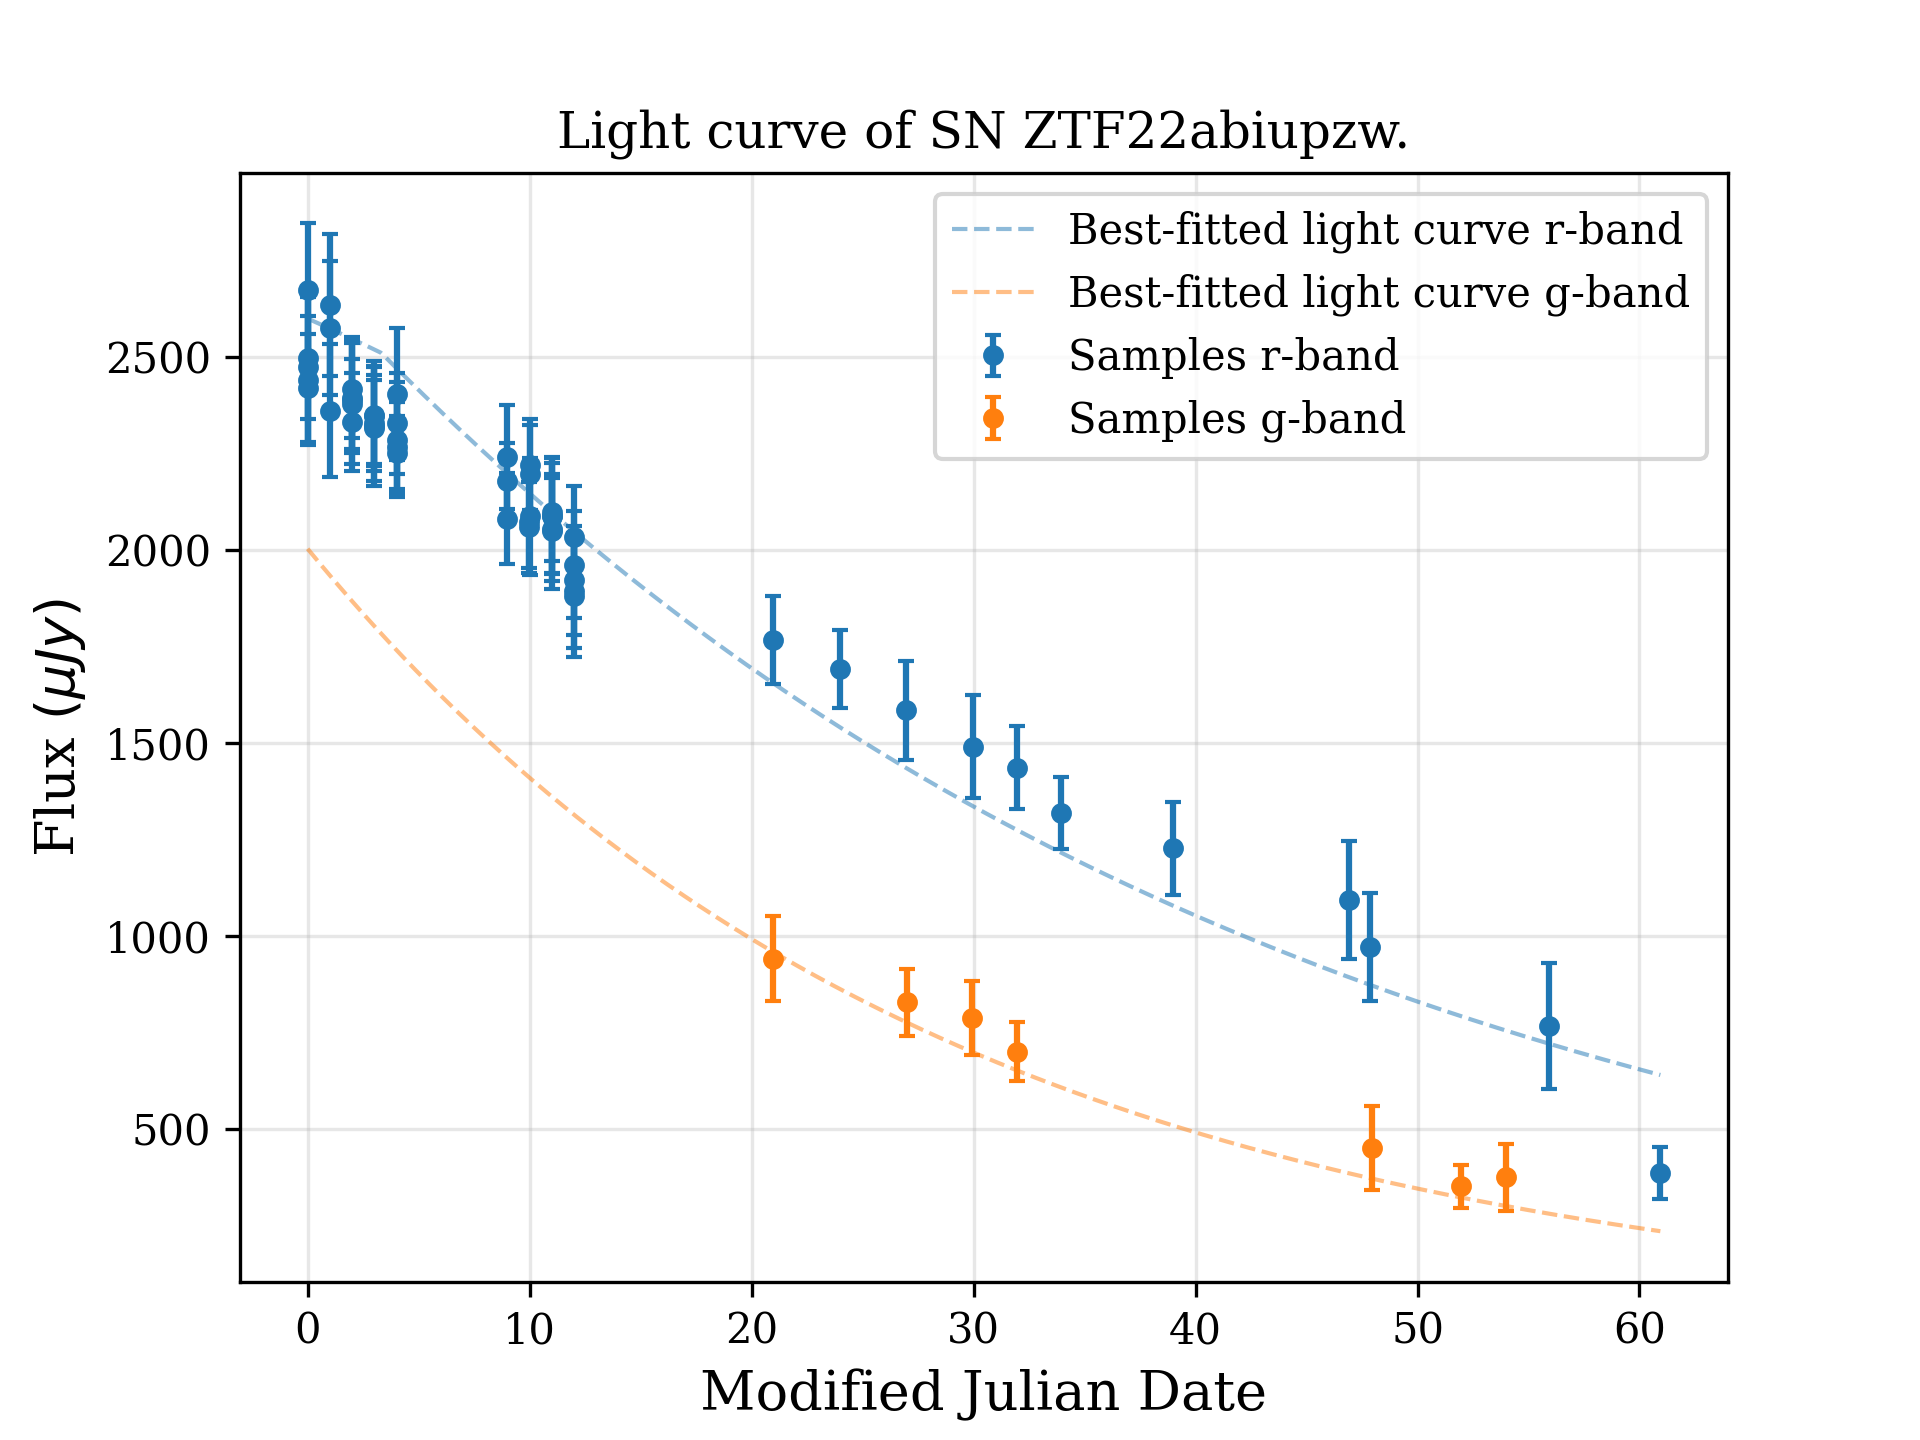 Light curve of SN ZTF22abiupzw.
Best-fitted light curve r-band
Best-fitted light curve g-band
Samples r-band
Samples g-band
2500
2000
1500
1000
500
Flux (μJy)
0 10 20 30 40 50 60
Modified Julian Date